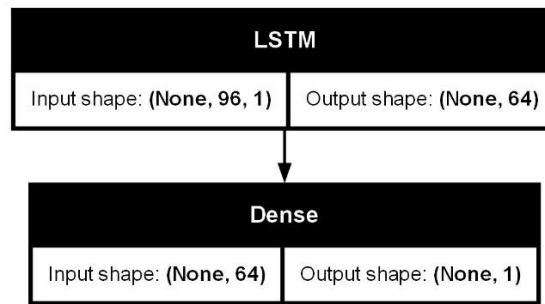 LSTM
Input shape: (None, 96, 1) Output shape: (None, 64)
Dense
Input shape: (None, 64) Output shape: (None, 1)